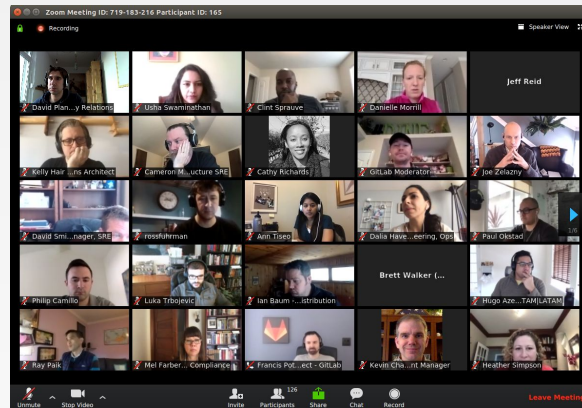 Zoom Meeting ID: 719-183-216 Participant ID: 165
Recording
Speaker View
David Plan...y Relations
Usha Swaminathan
Clint Sprauve
Danielle Morrill
Jeff Reid
Kelly Hair ...ns Architect
Cameron M...ucture SRE
Cathy Richards
GitLab Moderator
Joe Zelazny
David Smi...nager, SRE
rossfuhrman
Ann Tiseo
Dalia Have...eering, Ops
Paul Okstad
1/6
Philip Camillo
Luka Trbojevic
Ian Baum -...istribution
Brett Walker (...
Hugo Aze...TAM|LATAM
Ray Paik
Mel Farber... Compliance
Francis Pot...ect - GitLab
Kevin Cha...nt Manager
Heather Simpson
126
Unmute
Stop Video
Invite
Participants
Share
Chat
Record
Leave Meeting